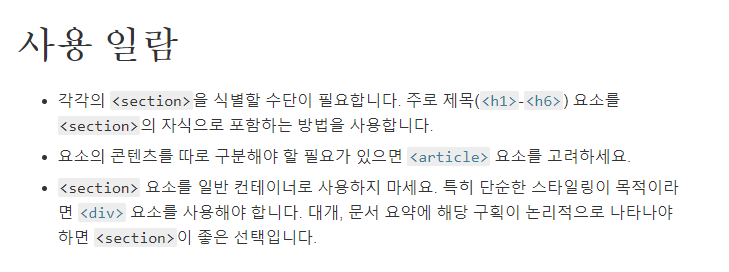 사용 일람
각각의 <section>을 식별할 수단이 필요합니다. 주로 제목(<h1>-<h6>) 요소를
<section>의 자식으로 포함하는 방법을 사용합니다.
요소의 콘텐츠를 따로 구분해야 할 필요가 있으면 <article> 요소를 고려하세요.
<section> 요소를 일반 컨테이너로 사용하지 마세요. 특히 단순한 스타일링이 목적이라
면 <div> 요소를 사용해야 합니다. 대개, 문서 요약에 해당 구획이 논리적으로 나타나야
하면 <section>이 좋은 선택입니다.